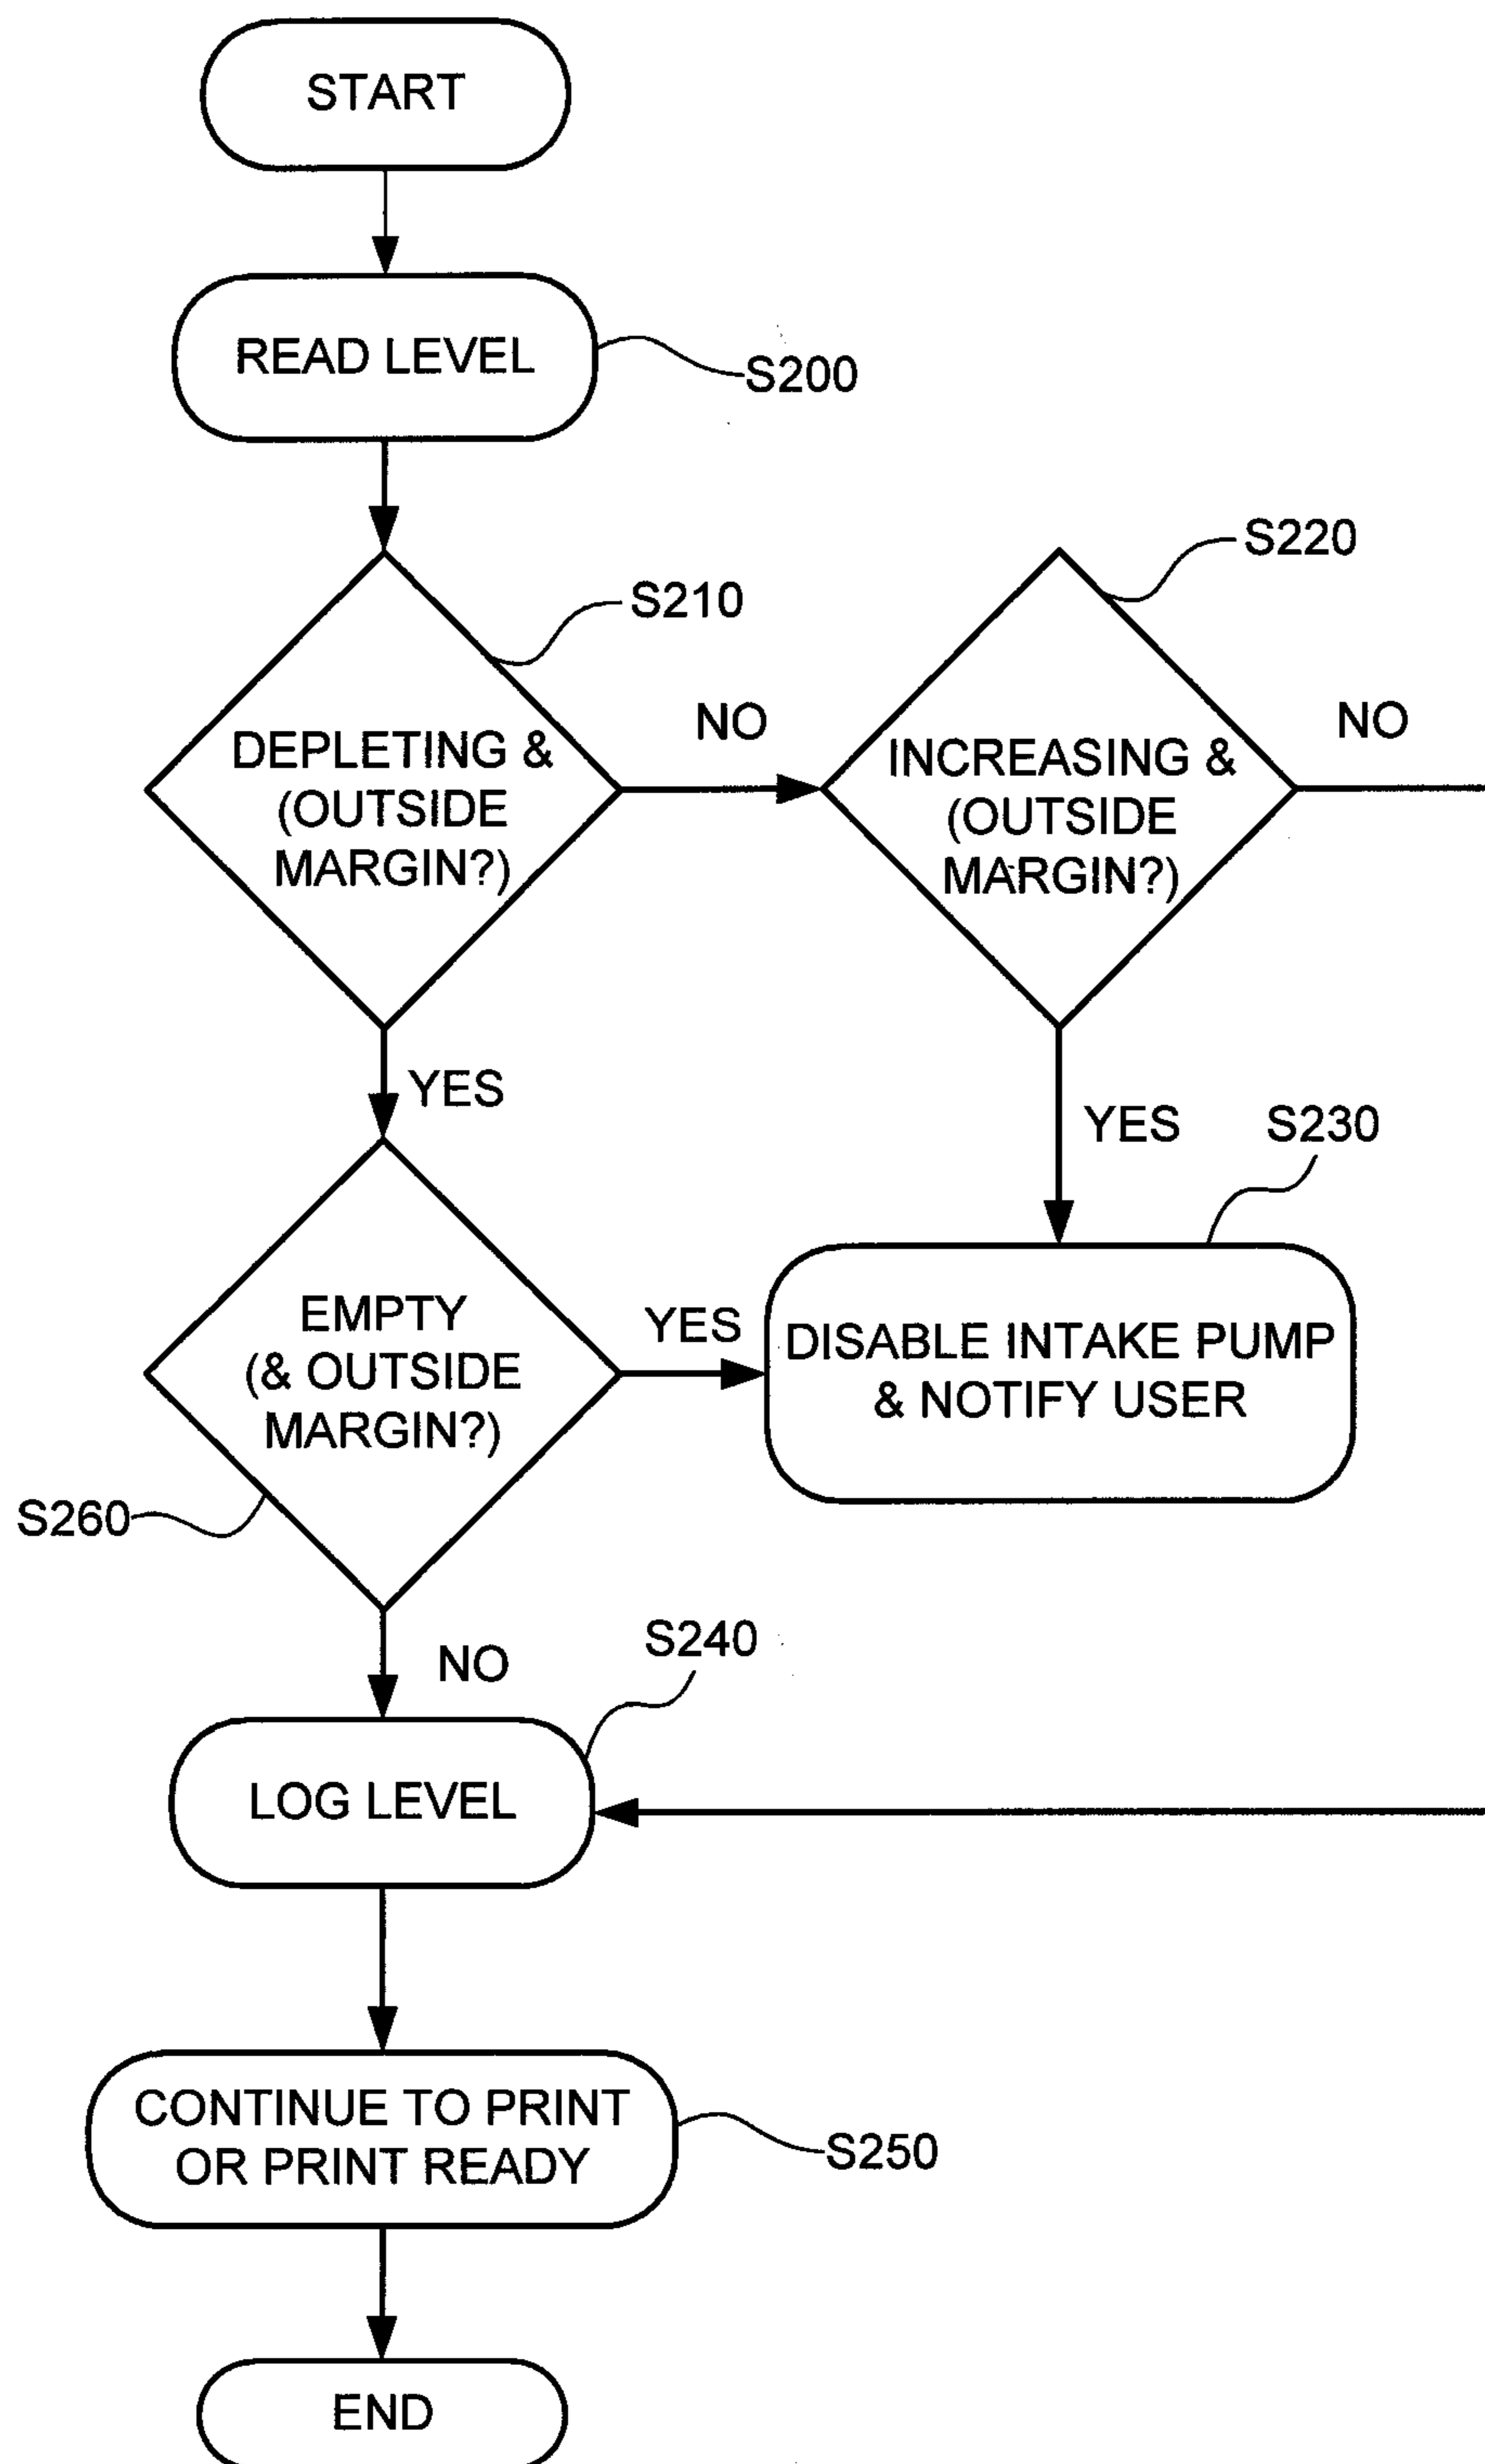 START
READ LEVEL
S200
S210
DEPLETING &
(OUTSIDE
MARGIN?)
NO
S220
INCREASING &
(OUTSIDE
MARGIN?)
NO
YES
YES
S230
EMPTY
(& OUTSIDE
MARGIN?)
YES
DISABLE INTAKE PUMP
& NOTIFY USER
S260
NO
S240
LOG LEVEL
CONTINUE TO PRINT
OR PRINT READY
S250
END